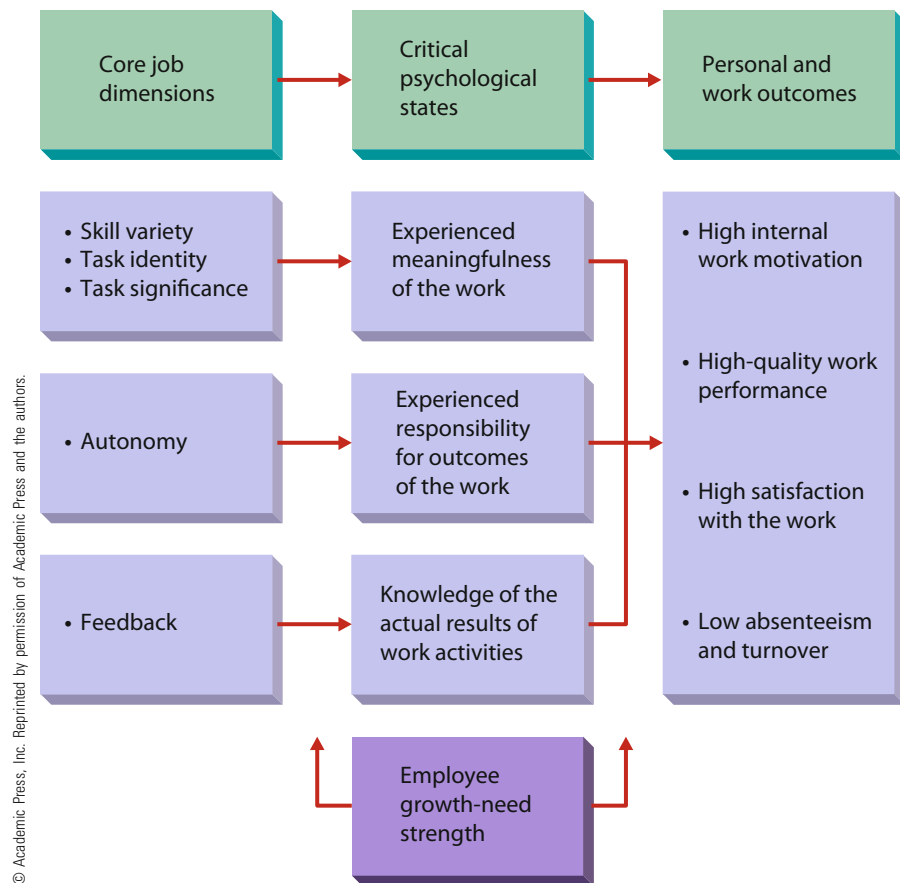 Core job
dimensions
Critical
psychological
states
Personal and
work outcomes
• Skill variety
• Task identity
• Task significance
Experienced
meaningfulness
of the work
• High internal
work motivation
• High-quality work
performance
• High satisfaction
with the work
• Low absenteeism
and turnover
• Autonomy
Experienced
responsibility
for outcomes
of the work
• Feedback
Knowledge of the
actual results of
work activities
Employee
growth-need
strength
© Academic Press, Inc. Reprinted by permission of Academic Press and the authors.